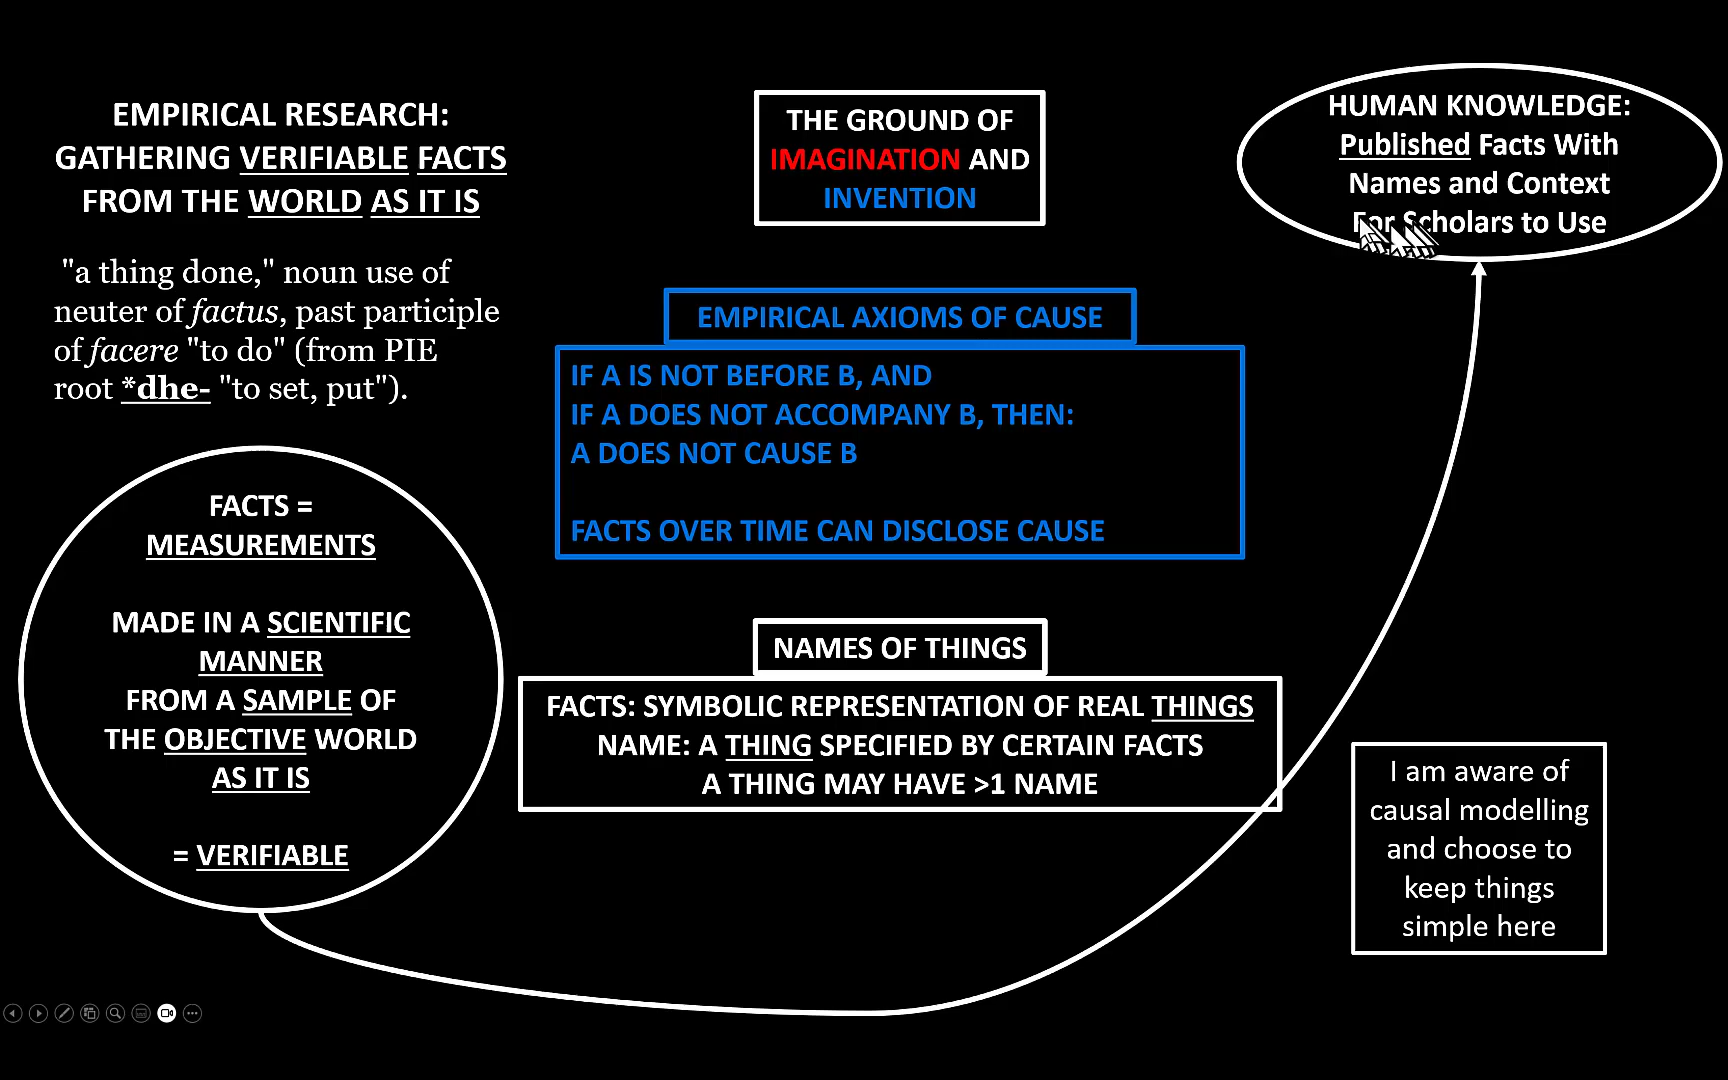 EMPIRICAL RESEARCH:
GATHERING VERIFIABLE FACTS
FROM THE WORLD AS IT IS
"a thing done," noun use of
neuter of factus, past participle
of facere "to do" (from PIE
root *dhe- "to set, put").
FACTS =
MEASUREMENTS
MADE IN A SCIENTIFIC
MANNER
FROM A SAMPLE OF
THE OBJECTIVE WORLD
AS IT IS
= VERIFIABLE
THE GROUND OF
IMAGINATION AND
INVENTION
EMPIRICAL AXIOMS OF CAUSE
IF A IS NOT BEFORE B, AND
IF A DOES NOT ACCOMPANY B, THEN:
A DOES NOT CAUSE B
FACTS OVER TIME CAN DISCLOSE CAUSE
NAMES OF THINGS
FACTS: SYMBOLIC REPRESENTATION OF REAL THINGS
NAME: A THING SPECIFIED BY CERTAIN FACTS
A THING MAY HAVE >1 NAME
HUMAN KNOWLEDGE:
Published Facts With
Names and Context
For Scholars to Use
I am aware of
causal modelling
and choose to
keep things
simple here